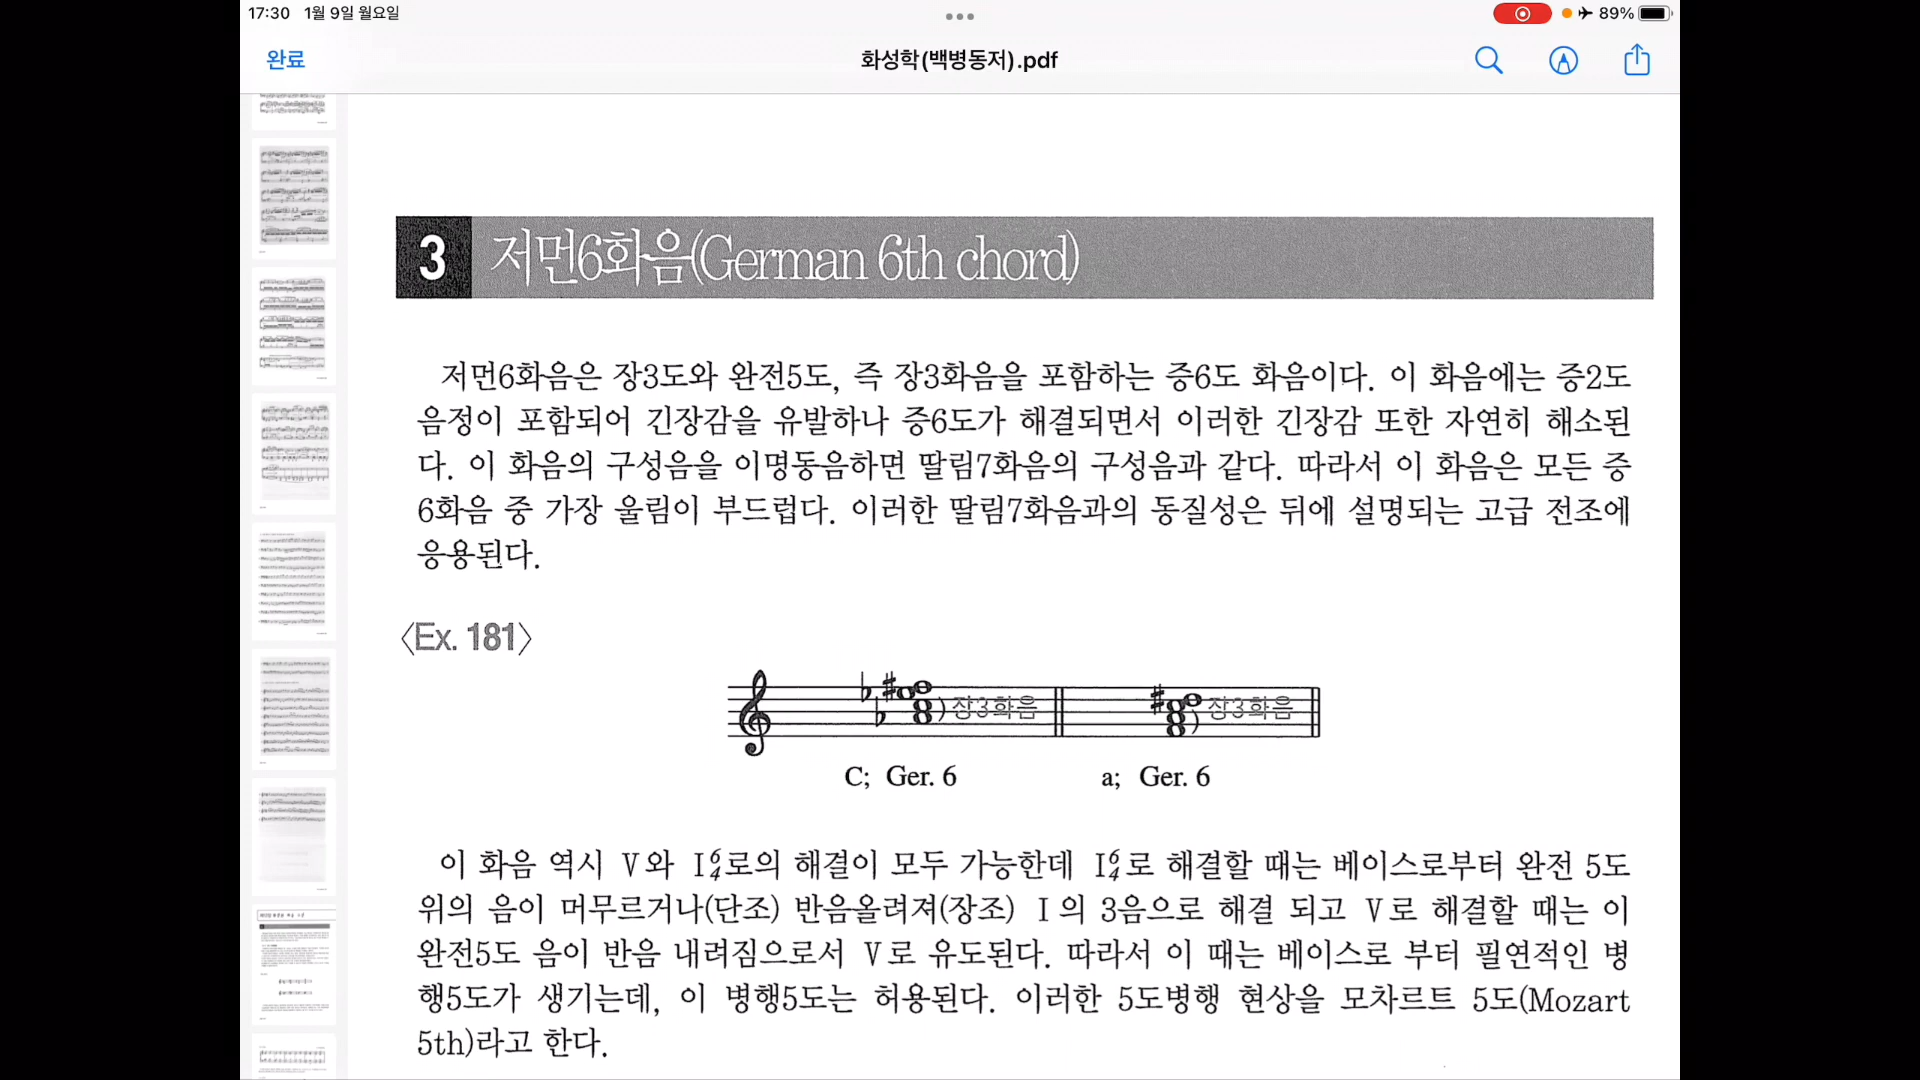 17:30 1월 9일 월요일
89%
완료
화성학(백병동저).pdf
3 저먼6화음(German 6th chord)
저먼6화음은 장3도와 완전5도, 즉 장3화음을 포함하는 증6도 화음이다. 이 화음에는 증2도
음정이 포함되어 긴장감을 유발하나 증6도가 해결되면서 이러한 긴장감 또한 자연히 해소된
다. 이 화음의 구성음을 이명동음하면 딸림7화음의 구성음과 같다. 따라서 이 화음은 모든 증
6화음 중 가장 울림이 부드럽다. 이러한 딸림7화음과의 동질성은 뒤에 설명되는 고급 전조에
응용된다.
〈Ex. 181〉
장3화음 장3화음
C; Ger. 6 a; Ger. 6
이 화음 역시 V와 I6/4로의 해결이 모두 가능한데 I6/4로 해결할 때는 베이스로부터 완전 5도
위의 음이 머무르거나(단조) 반음올려져(장조) I의 3음으로 해결 되고 V로 해결할 때는 이
완전5도 음이 반음 내려짐으로서 V로 유도된다. 따라서 이 때는 베이스로 부터 필연적인 병
행5도가 생기는데, 이 병행5도는 허용된다. 이러한 5도병행 현상을 모차르트 5도(Mozart
5th)라고 한다.